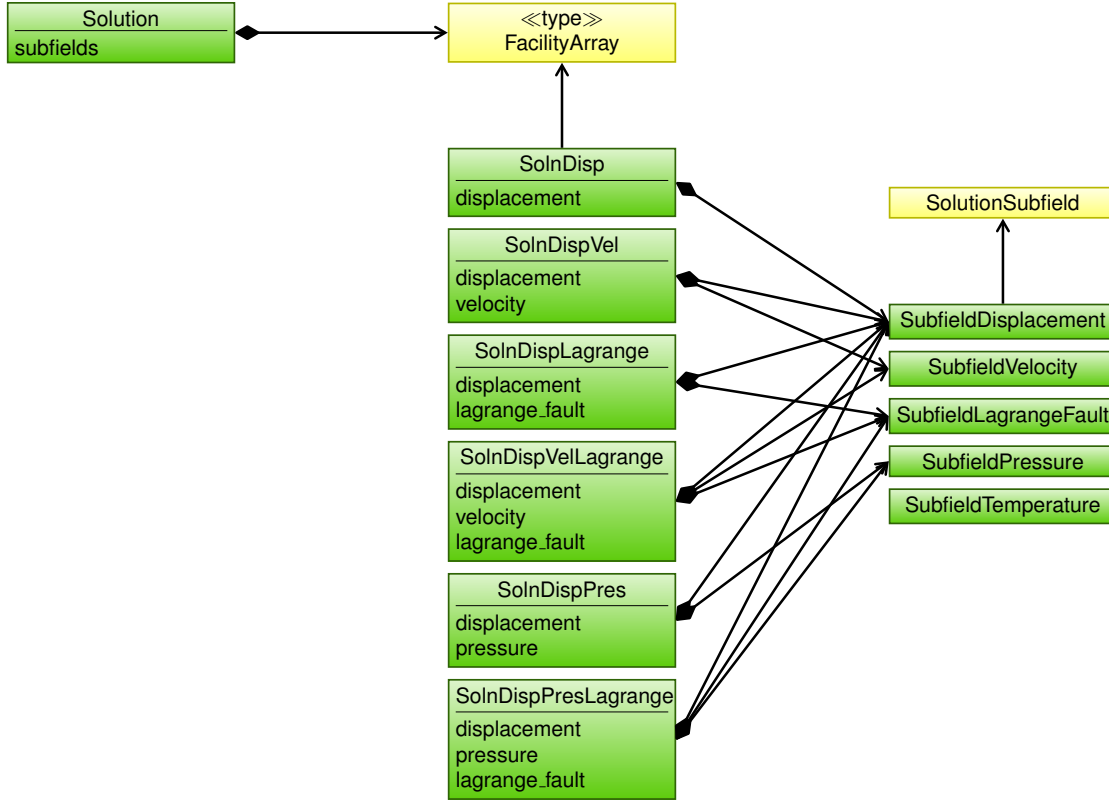 Solution
subfields
≪type≫
FacilityArray
SolnDisp
displacement
SolnDispVel
displacement
velocity
SolnDispLagrange
displacement
lagrange_fault
SolnDispVelLagrange
displacement
velocity
lagrange_fault
SolnDispPres
displacement
pressure
SolnDispPresLagrange
displacement
pressure
lagrange_fault
SolutionSubfield
SubfieldDisplacement
SubfieldVelocity
SubfieldLagrangeFault
SubfieldPressure
SubfieldTemperature